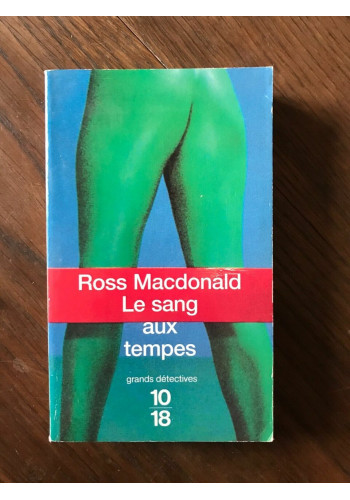 Ross Macdonald
Le sang
aux
tempes
grands détectives
10
18